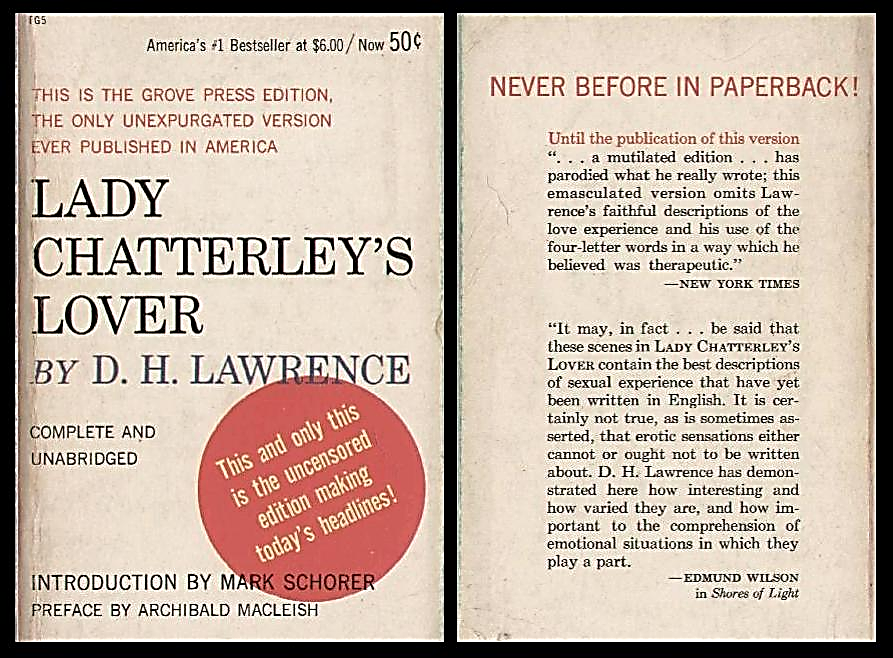 FG5
America's #1 Bestseller at $6.00/Now 50¢
THIS IS THE GROVE PRESS EDITION,
THE ONLY UNEXPURGATED VERSION
EVER PUBLISHED IN AMERICA
LADY
CHATTERLEY'S
LOVER
BY D. H. LAWRENCE
COMPLETE AND
UNABRIDGED
This and only this
is the uncensored
edition making
today's headlines!
INTRODUCTION BY MARK SCHORER
PREFACE BY ARCHIBALD MACLEISH
NEVER BEFORE IN PAPERBACK!
Until the publication of this version
“. . . a mutilated edition . . . has
parodied what he really wrote; this
emasculated version omits Law-
rence's faithful descriptions of the
love experience and his use of the
four-letter words in a way which he
believed was therapeutic.”
—NEW YORK TIMES
“It may, in fact . . . be said that
these scenes in LADY CHATTERLEY'S
LOVER contain the best descriptions
of sexual experience that have yet
been written in English. It is cer-
tainly not true, as is sometimes as-
serted, that erotic sensations either
cannot or ought not to be written
about. D. H. Lawrence has demon-
strated here how interesting and
how varied they are, and how im-
portant to the comprehension of
emotional situations in which they
play a part.
—EDMUND WILSON
in Shores of Light